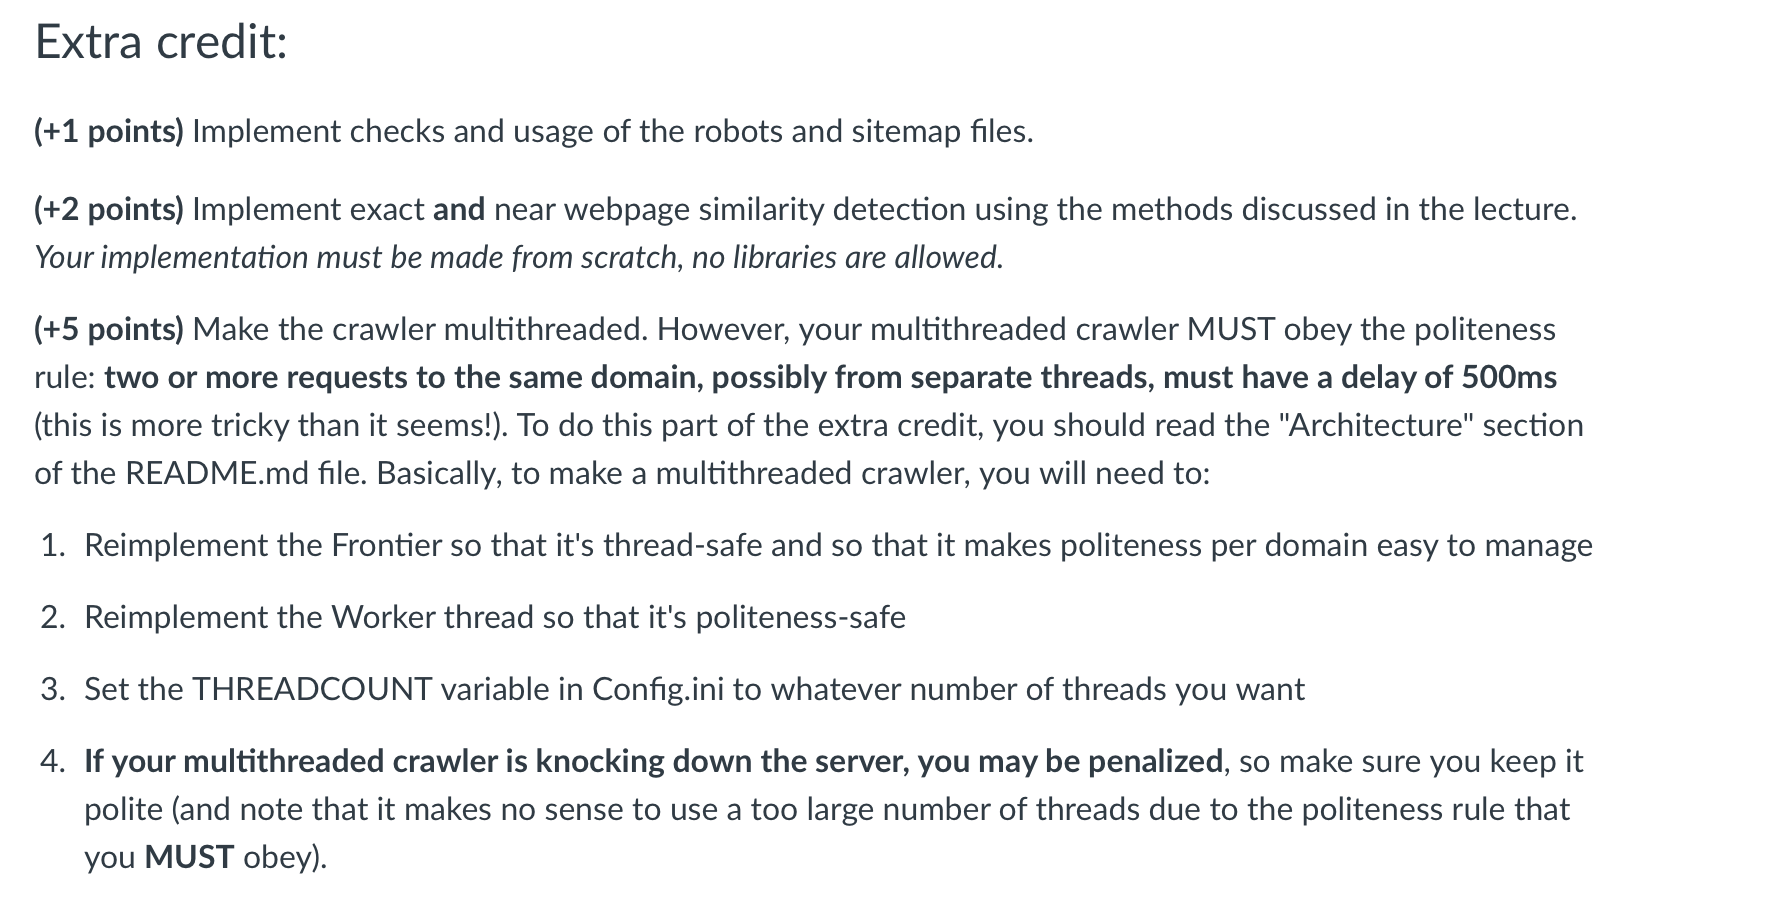 Extra credit:
(+1 points) Implement checks and usage of the robots and sitemap files.
(+2 points) Implement exact and near webpage similarity detection using the methods discussed in the lecture.
Your implementation must be made from scratch, no libraries are allowed.
(+5 points) Make the crawler multithreaded. However, your multithreaded crawler MUST obey the politeness
rule: two or more requests to the same domain, possibly from separate threads, must have a delay of 500ms
(this is more tricky than it seems!). To do this part of the extra credit, you should read the "Architecture" section
of the README.md file. Basically, to make a multithreaded crawler, you will need to:
1. Reimplement the Frontier so that it's thread-safe and so that it makes politeness per domain easy to manage
2. Reimplement the Worker thread so that it's politeness-safe
3. Set the THREADCOUNT variable in Config.ini to whatever number of threads you want
4. If your multithreaded crawler is knocking down the server, you may be penalized, so make sure you keep it
polite (and note that it makes no sense to use a too large number of threads due to the politeness rule that
you MUST obey).